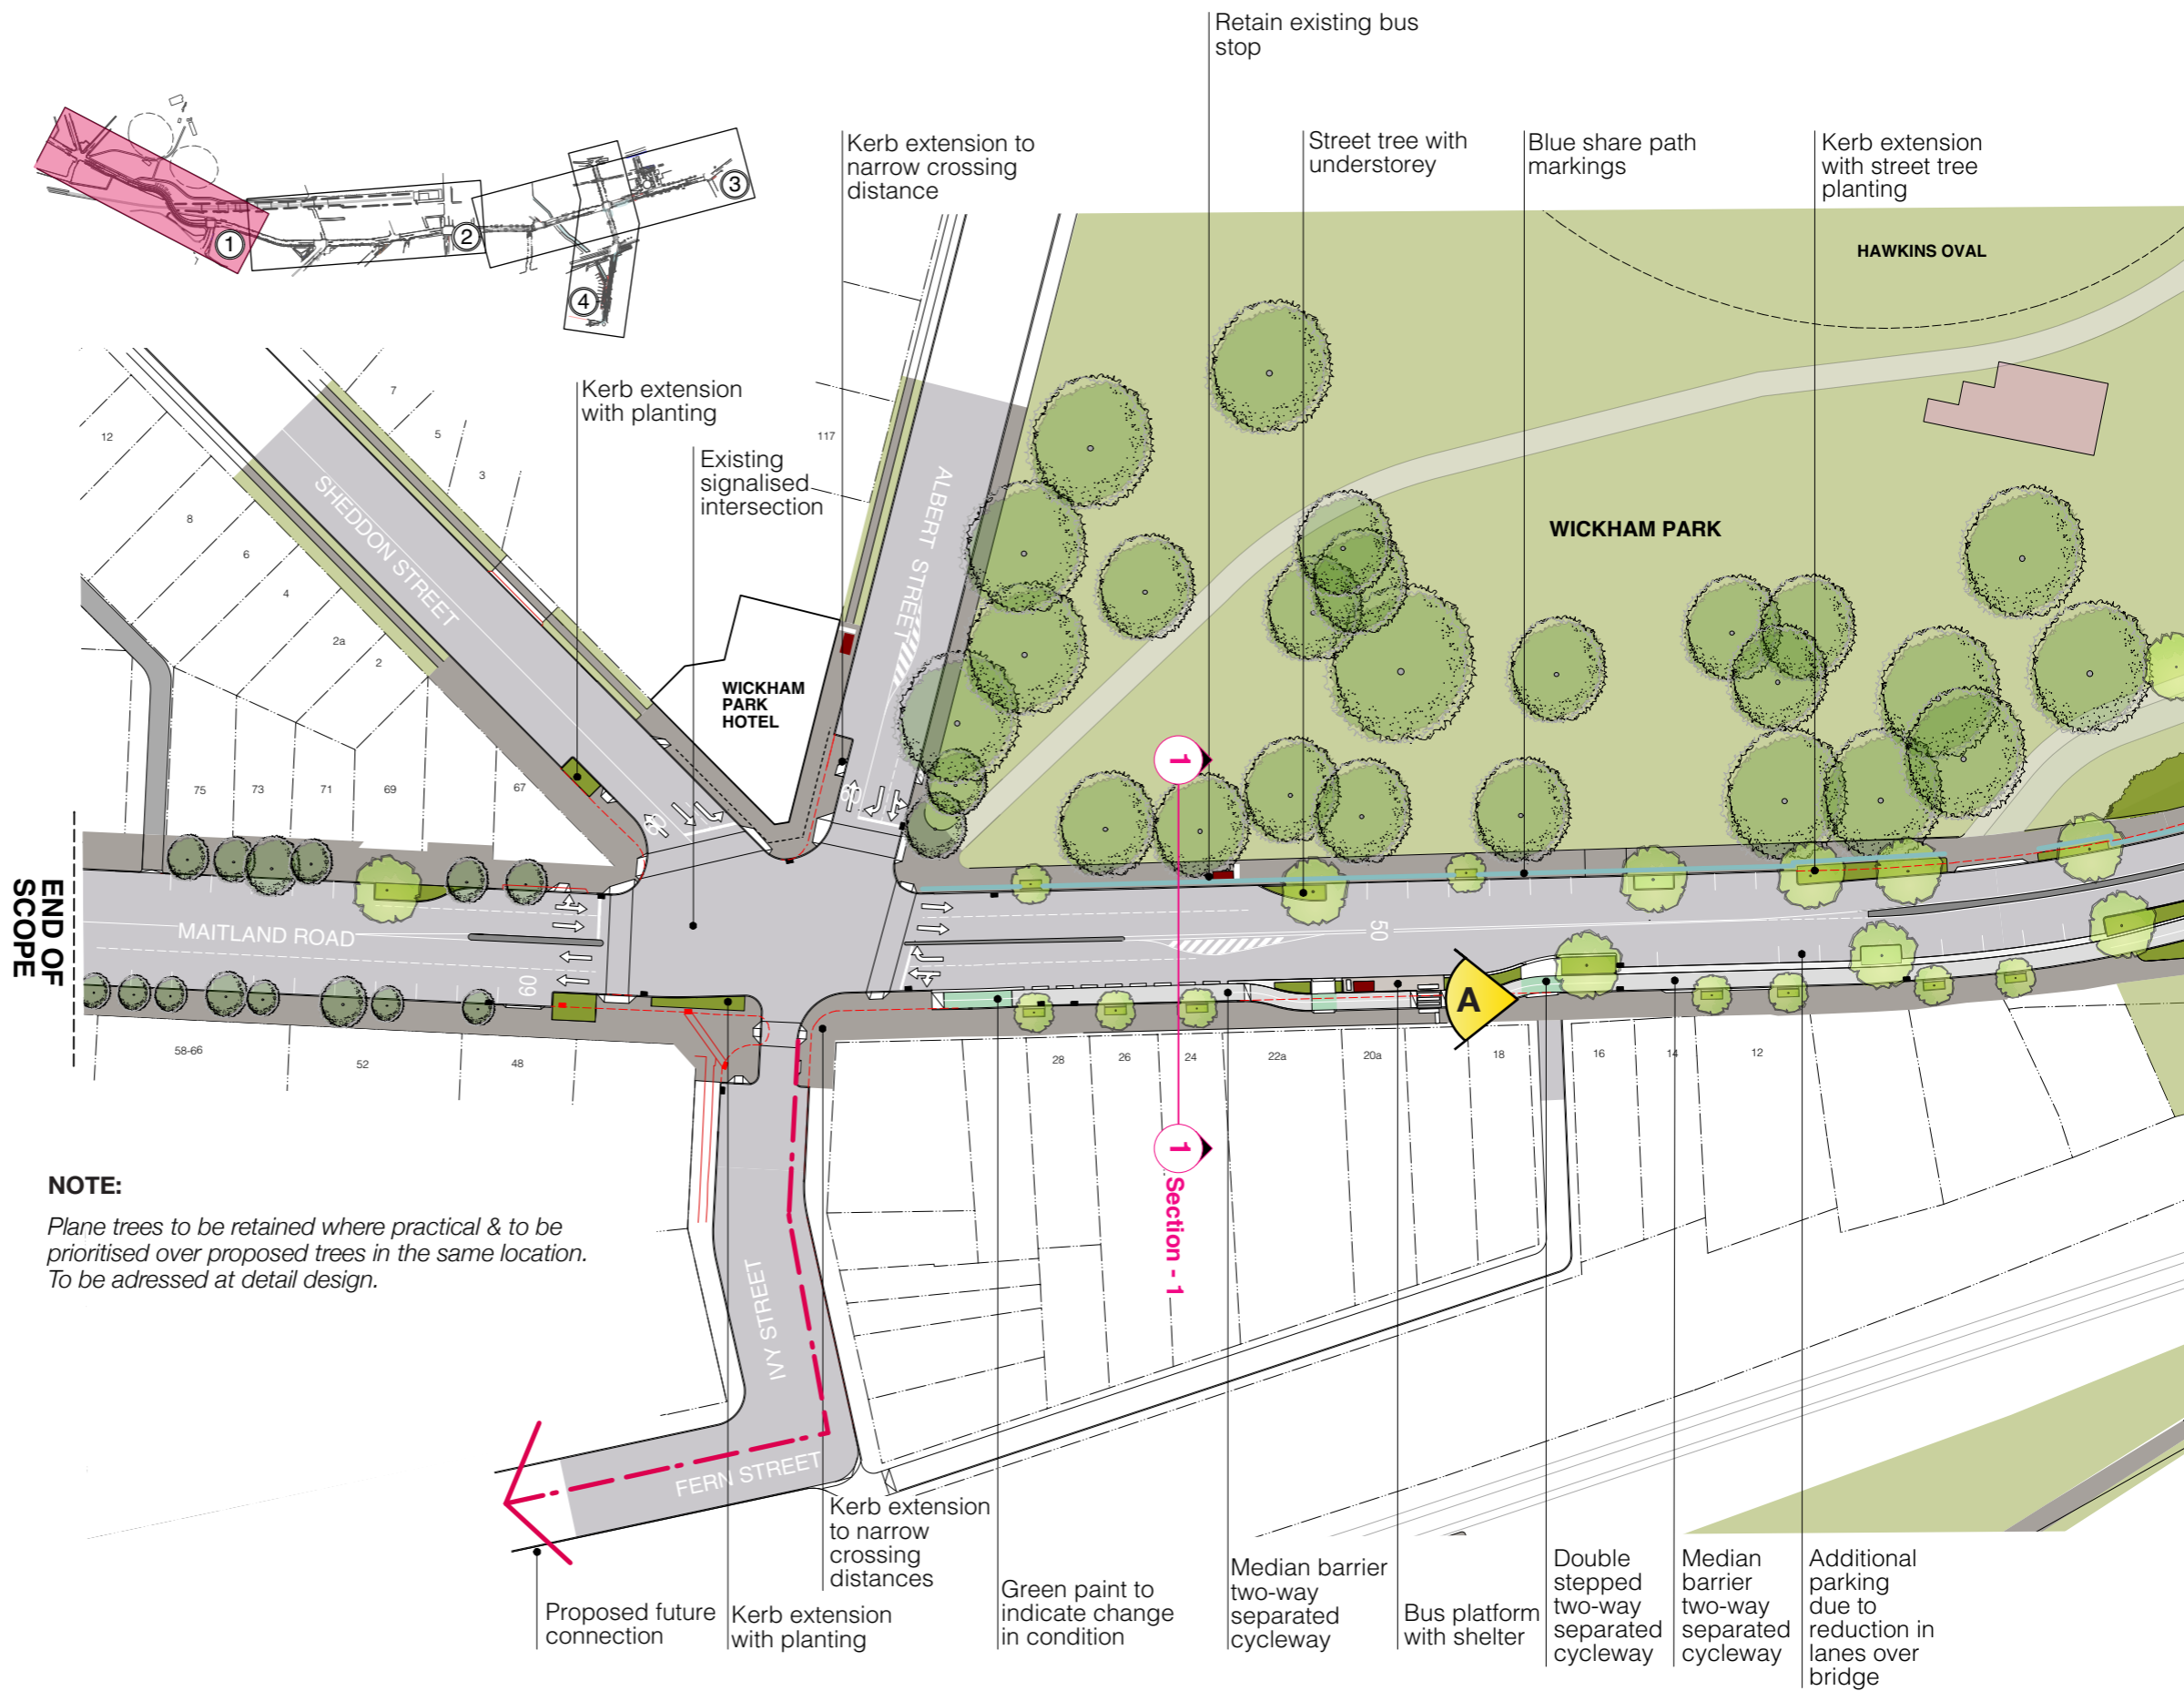 Retain existing bus
stop
Kerb extension to
narrow crossing
distance
Street tree with
understorey
Blue share path
markings
Kerb extension
with street tree
planting
1
2
3
4
HAWKINS OVAL
Kerb extension
with planting
Existing
signalised
intersection
117
7
5
3
12
8
6
4
2a
2
SHEDDON STREET
ALBERT STREET
WICKHAM PARK
WICKHAM
PARK
HOTEL
75
73
71
69
67
60
60
1
END OF
SCOPE
MAITLAND ROAD
60
50
A
58-66
52
48
28
26
24
22a
20a
18
16
14
12
1
Section - 1
NOTE:
Plane trees to be retained where practical & to be
prioritised over proposed trees in the same location.
To be adressed at detail design.
IVY STREET
FERN STREET
Kerb extension
to narrow
crossing
distances
Proposed future
connection
Kerb extension
with planting
Green paint to
indicate change
in condition
Median barrier
two-way
separated
cycleway
Bus platform
with shelter
Double
stepped
two-way
separated
cycleway
Median
barrier
two-way
separated
cycleway
Additional
parking
due to
reduction in
lanes over
bridge